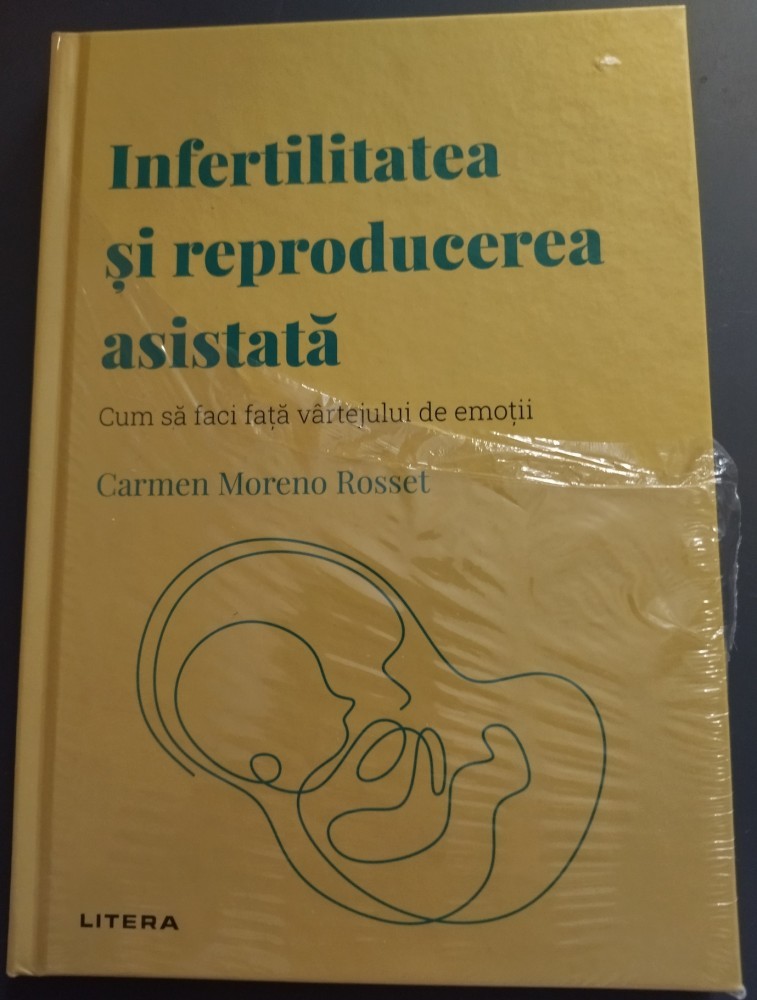 Infertilitatea
și reproducerea
asistată
Cum să faci față vârtejului de emoții
Carmen Moreno Rosset
LITERA